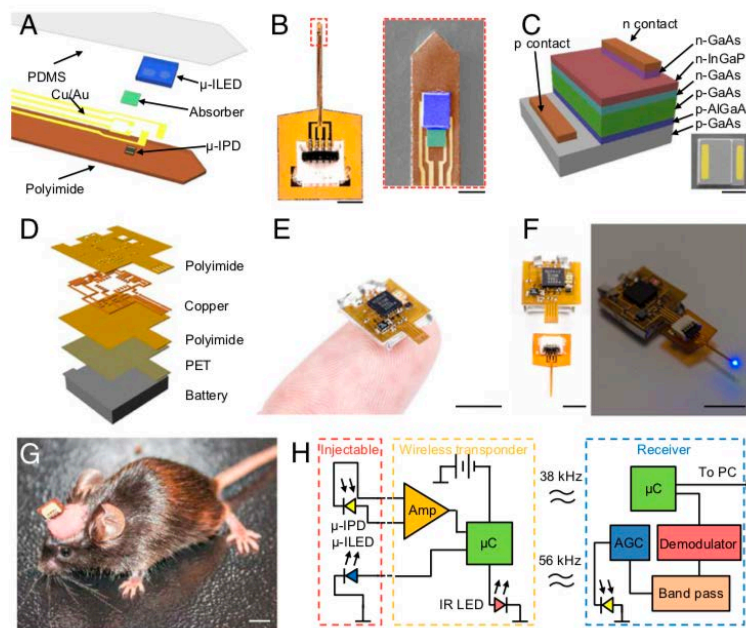 A
PDMS
Cu/Au
Polyimide
µ-ILED
Absorber
µ-IPD
B
C
n contact
p contact
n-GaAs
n-InGaP
n-GaAs
p-GaAs
p-AlGaA
p-GaAs
D
Polyimide
Copper
Polyimide
PET
Battery
E
F
G
H
Injectable
Wireless transponder
Receiver
µ-IPD
µ-ILED
Amp
µC
IR LED
38 kHz
56 kHz
To PC
µC
AGC
Demodulator
Band pass